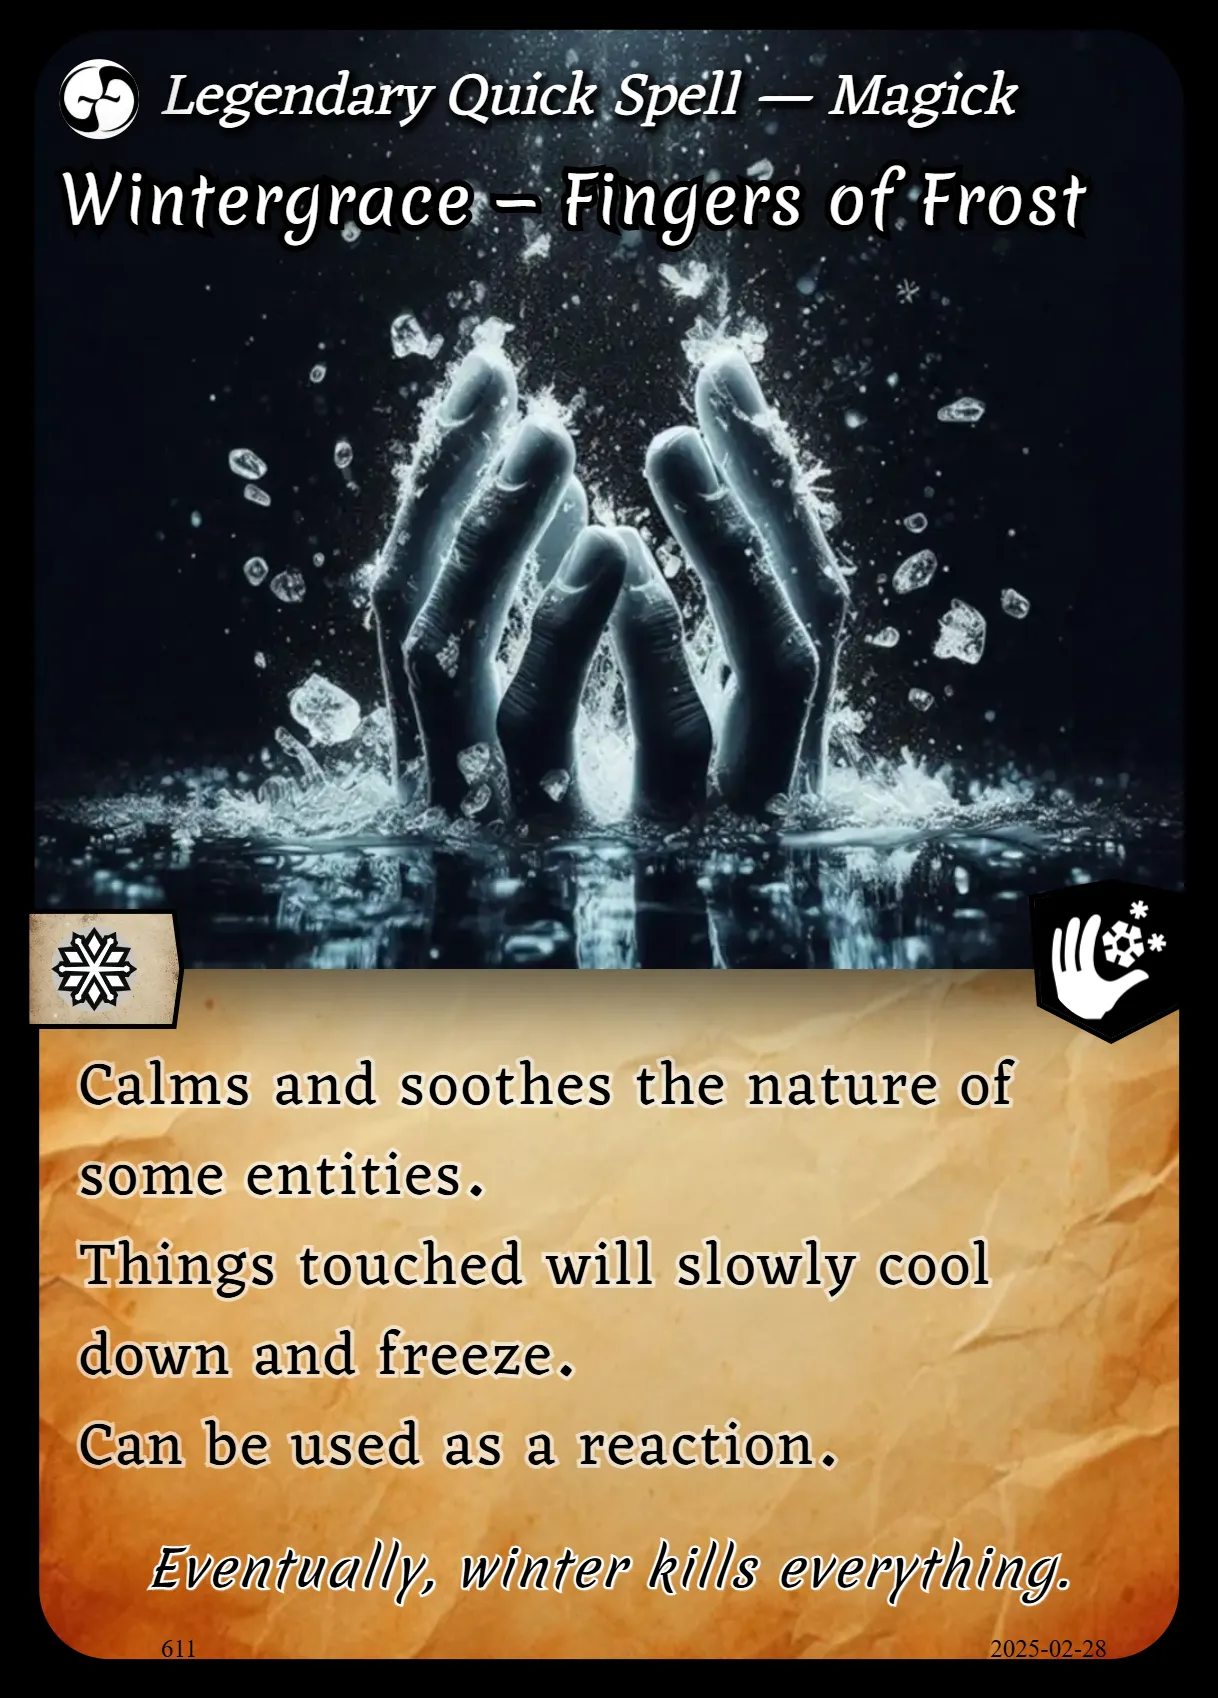 Legendary Quick Spell — Magick
Wintergrace – Fingers of Frost
Calms and soothes the nature of
some entities.
Things touched will slowly cool
down and freeze.
Can be used as a reaction.
Eventually, winter kills everything.
611
2025-02-28